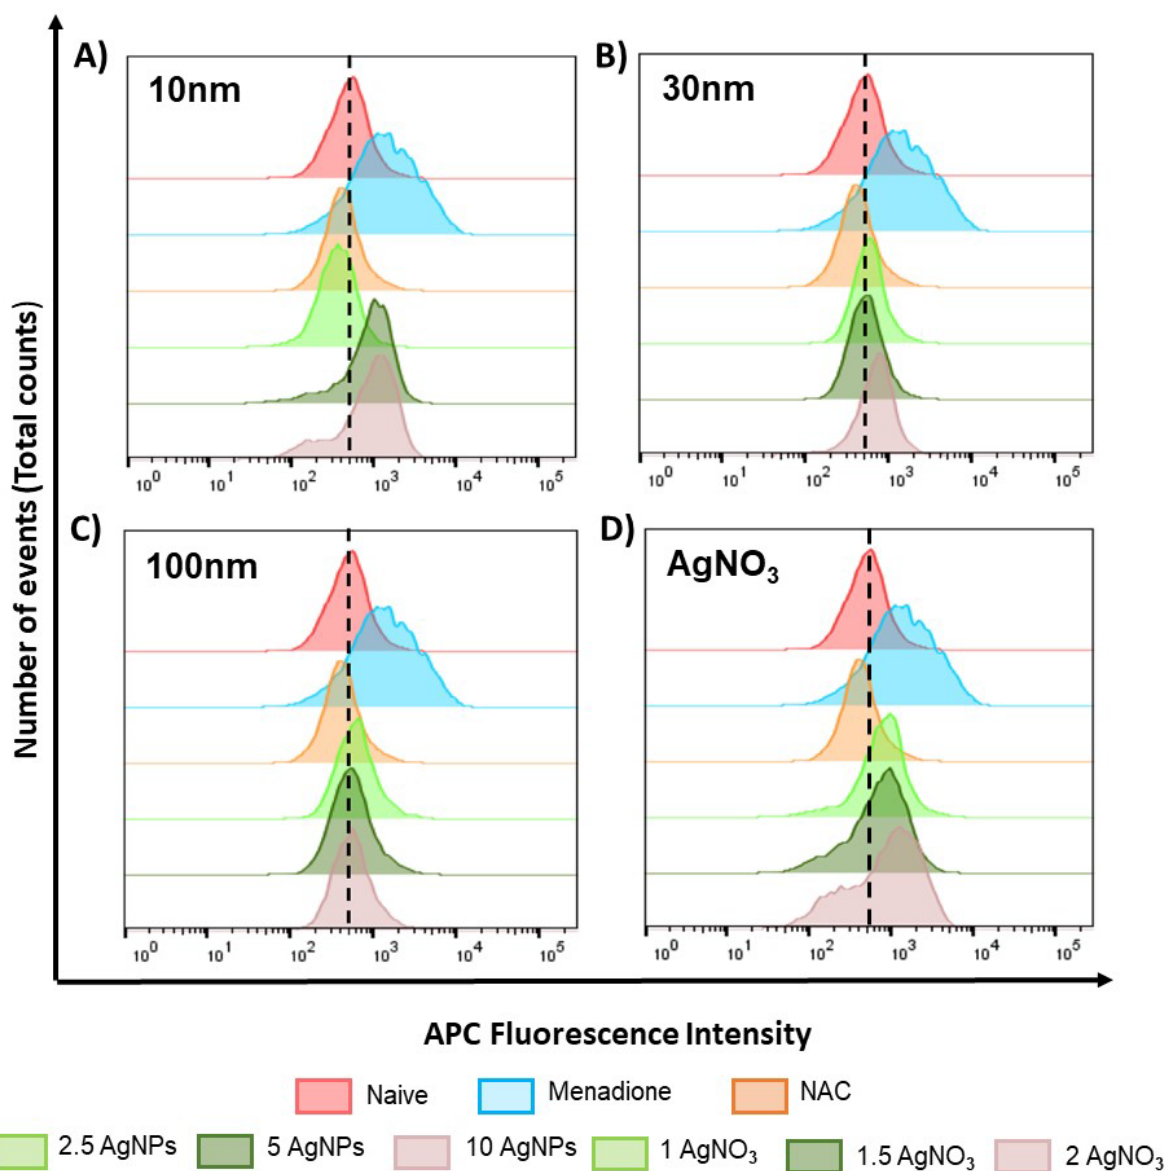 A)
10nm
B)
30nm
10⁰ 10¹ 10² 10³ 10⁴ 10⁵
10⁰ 10¹ 10² 10³ 10⁴ 10⁵
C)
100nm
D)
AgNO₃
10⁰ 10¹ 10² 10³ 10⁴ 10⁵
10⁰ 10¹ 10² 10³ 10⁴ 10⁵
Number of events (Total counts)
APC Fluorescence Intensity
Naive Menadione NAC
2.5 AgNPs 5 AgNPs 10 AgNPs 1 AgNO₃ 1.5 AgNO₃ 2 AgNO₃